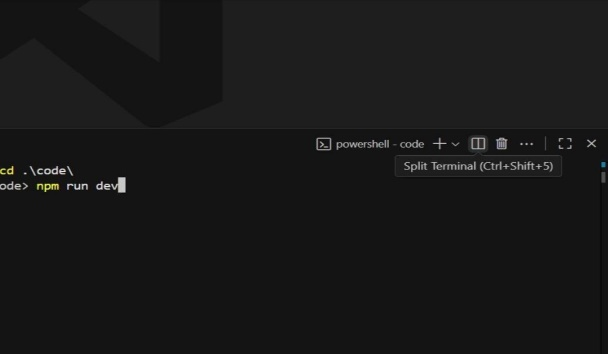 powershell - code
Split Terminal (Ctrl+Shift+5)
cd .\code\
ode> npm run dev